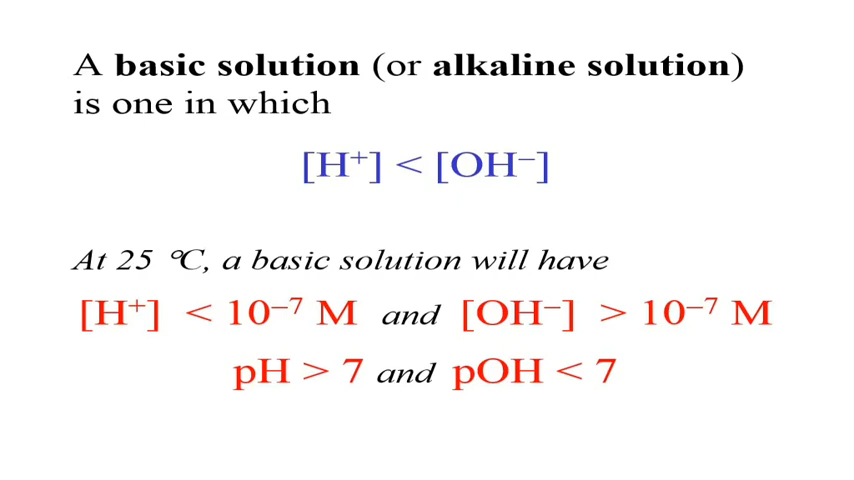 A basic solution (or alkaline solution)
is one in which
[H⁺] < [OH⁻]
At 25 °C, a basic solution will have
[H⁺] < 10⁻⁷ M and [OH⁻] > 10⁻⁷ M
pH > 7 and pOH < 7